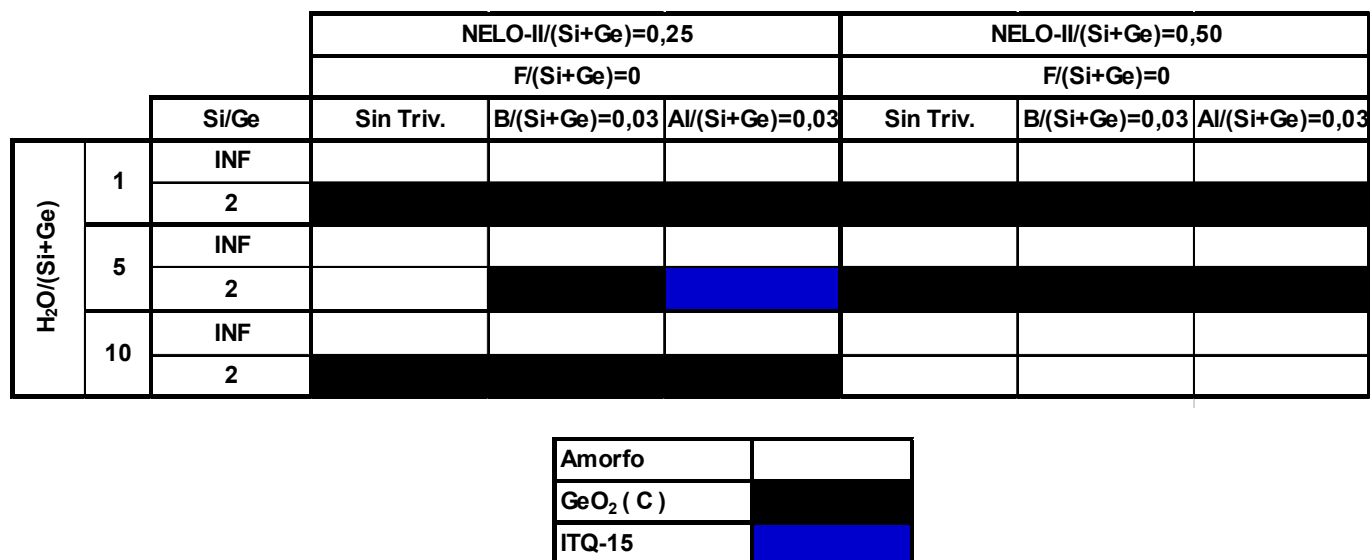 NELO-II/(Si+Ge)=0,25 NELO-II/(Si+Ge)=0,50
F/(Si+Ge)=0 F/(Si+Ge)=0
Si/Ge Sin Triv. B/(Si+Ge)=0,03 Al/(Si+Ge)=0,03 Sin Triv. B/(Si+Ge)=0,03 Al/(Si+Ge)=0,03
H₂O/(Si+Ge)
1 INF
2
5 INF
2
10 INF
2
Amorfo
GeO₂ ( C )
ITQ-15